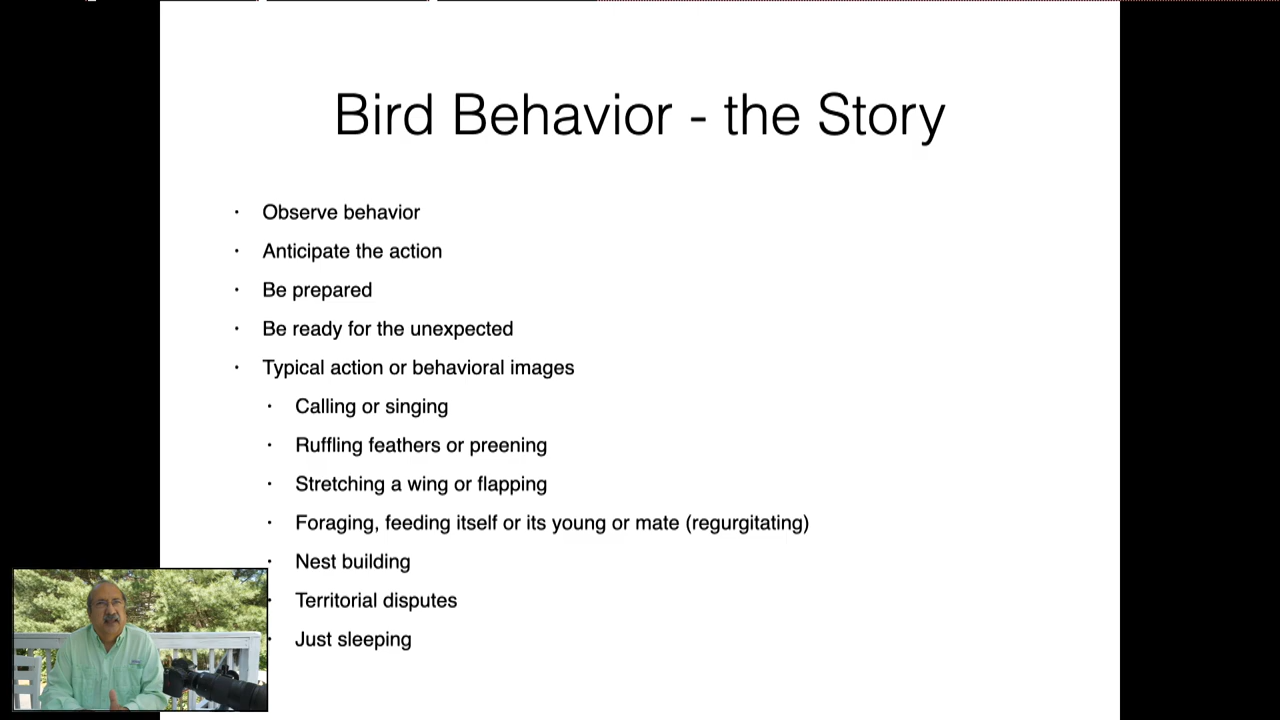 Bird Behavior - the Story
· Observe behavior
· Anticipate the action
· Be prepared
· Be ready for the unexpected
· Typical action or behavioral images
· Calling or singing
· Ruffling feathers or preening
· Stretching a wing or flapping
· Foraging, feeding itself or its young or mate (regurgitating)
· Nest building
· Territorial disputes
· Just sleeping